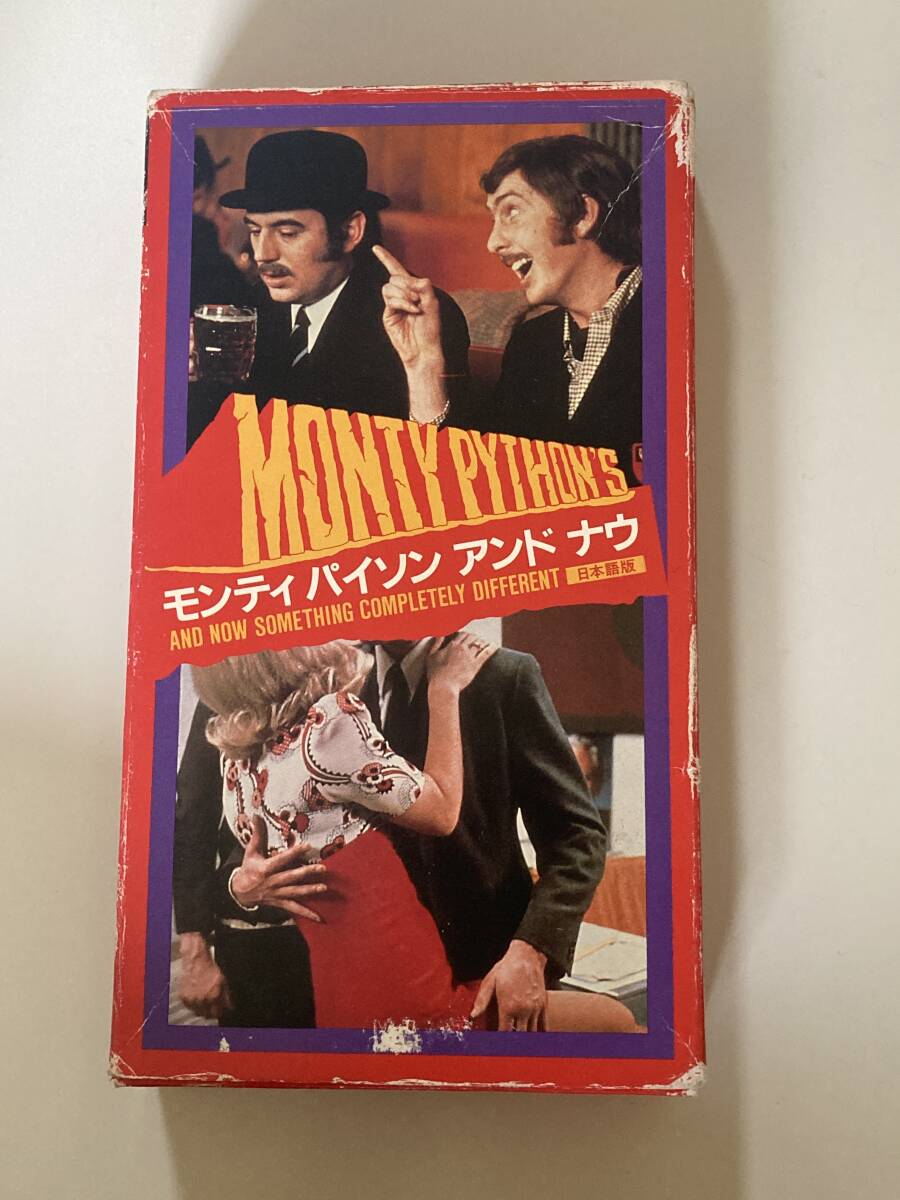 MONTY PYTHON'S
モンティ パイソン アンド ナウ
AND NOW SOMETHING COMPLETELY DIFFERENT 日本語版